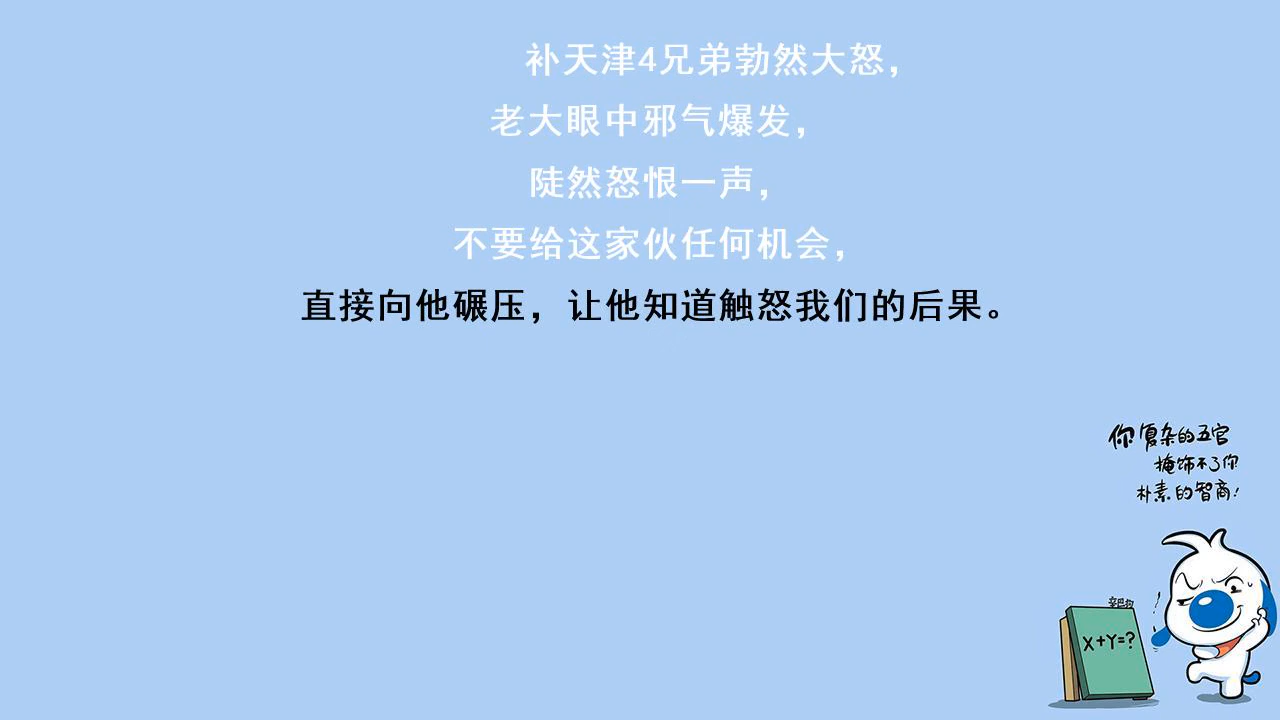 补天津4兄弟勃然大怒，
老大眼中邪气爆发，
陡然怒恨一声，
不要给这家伙任何机会，
直接向他碾压，让他知道触怒我们的后果。
你复杂的五官
掩饰不了你
朴素的智商！
X+Y=?